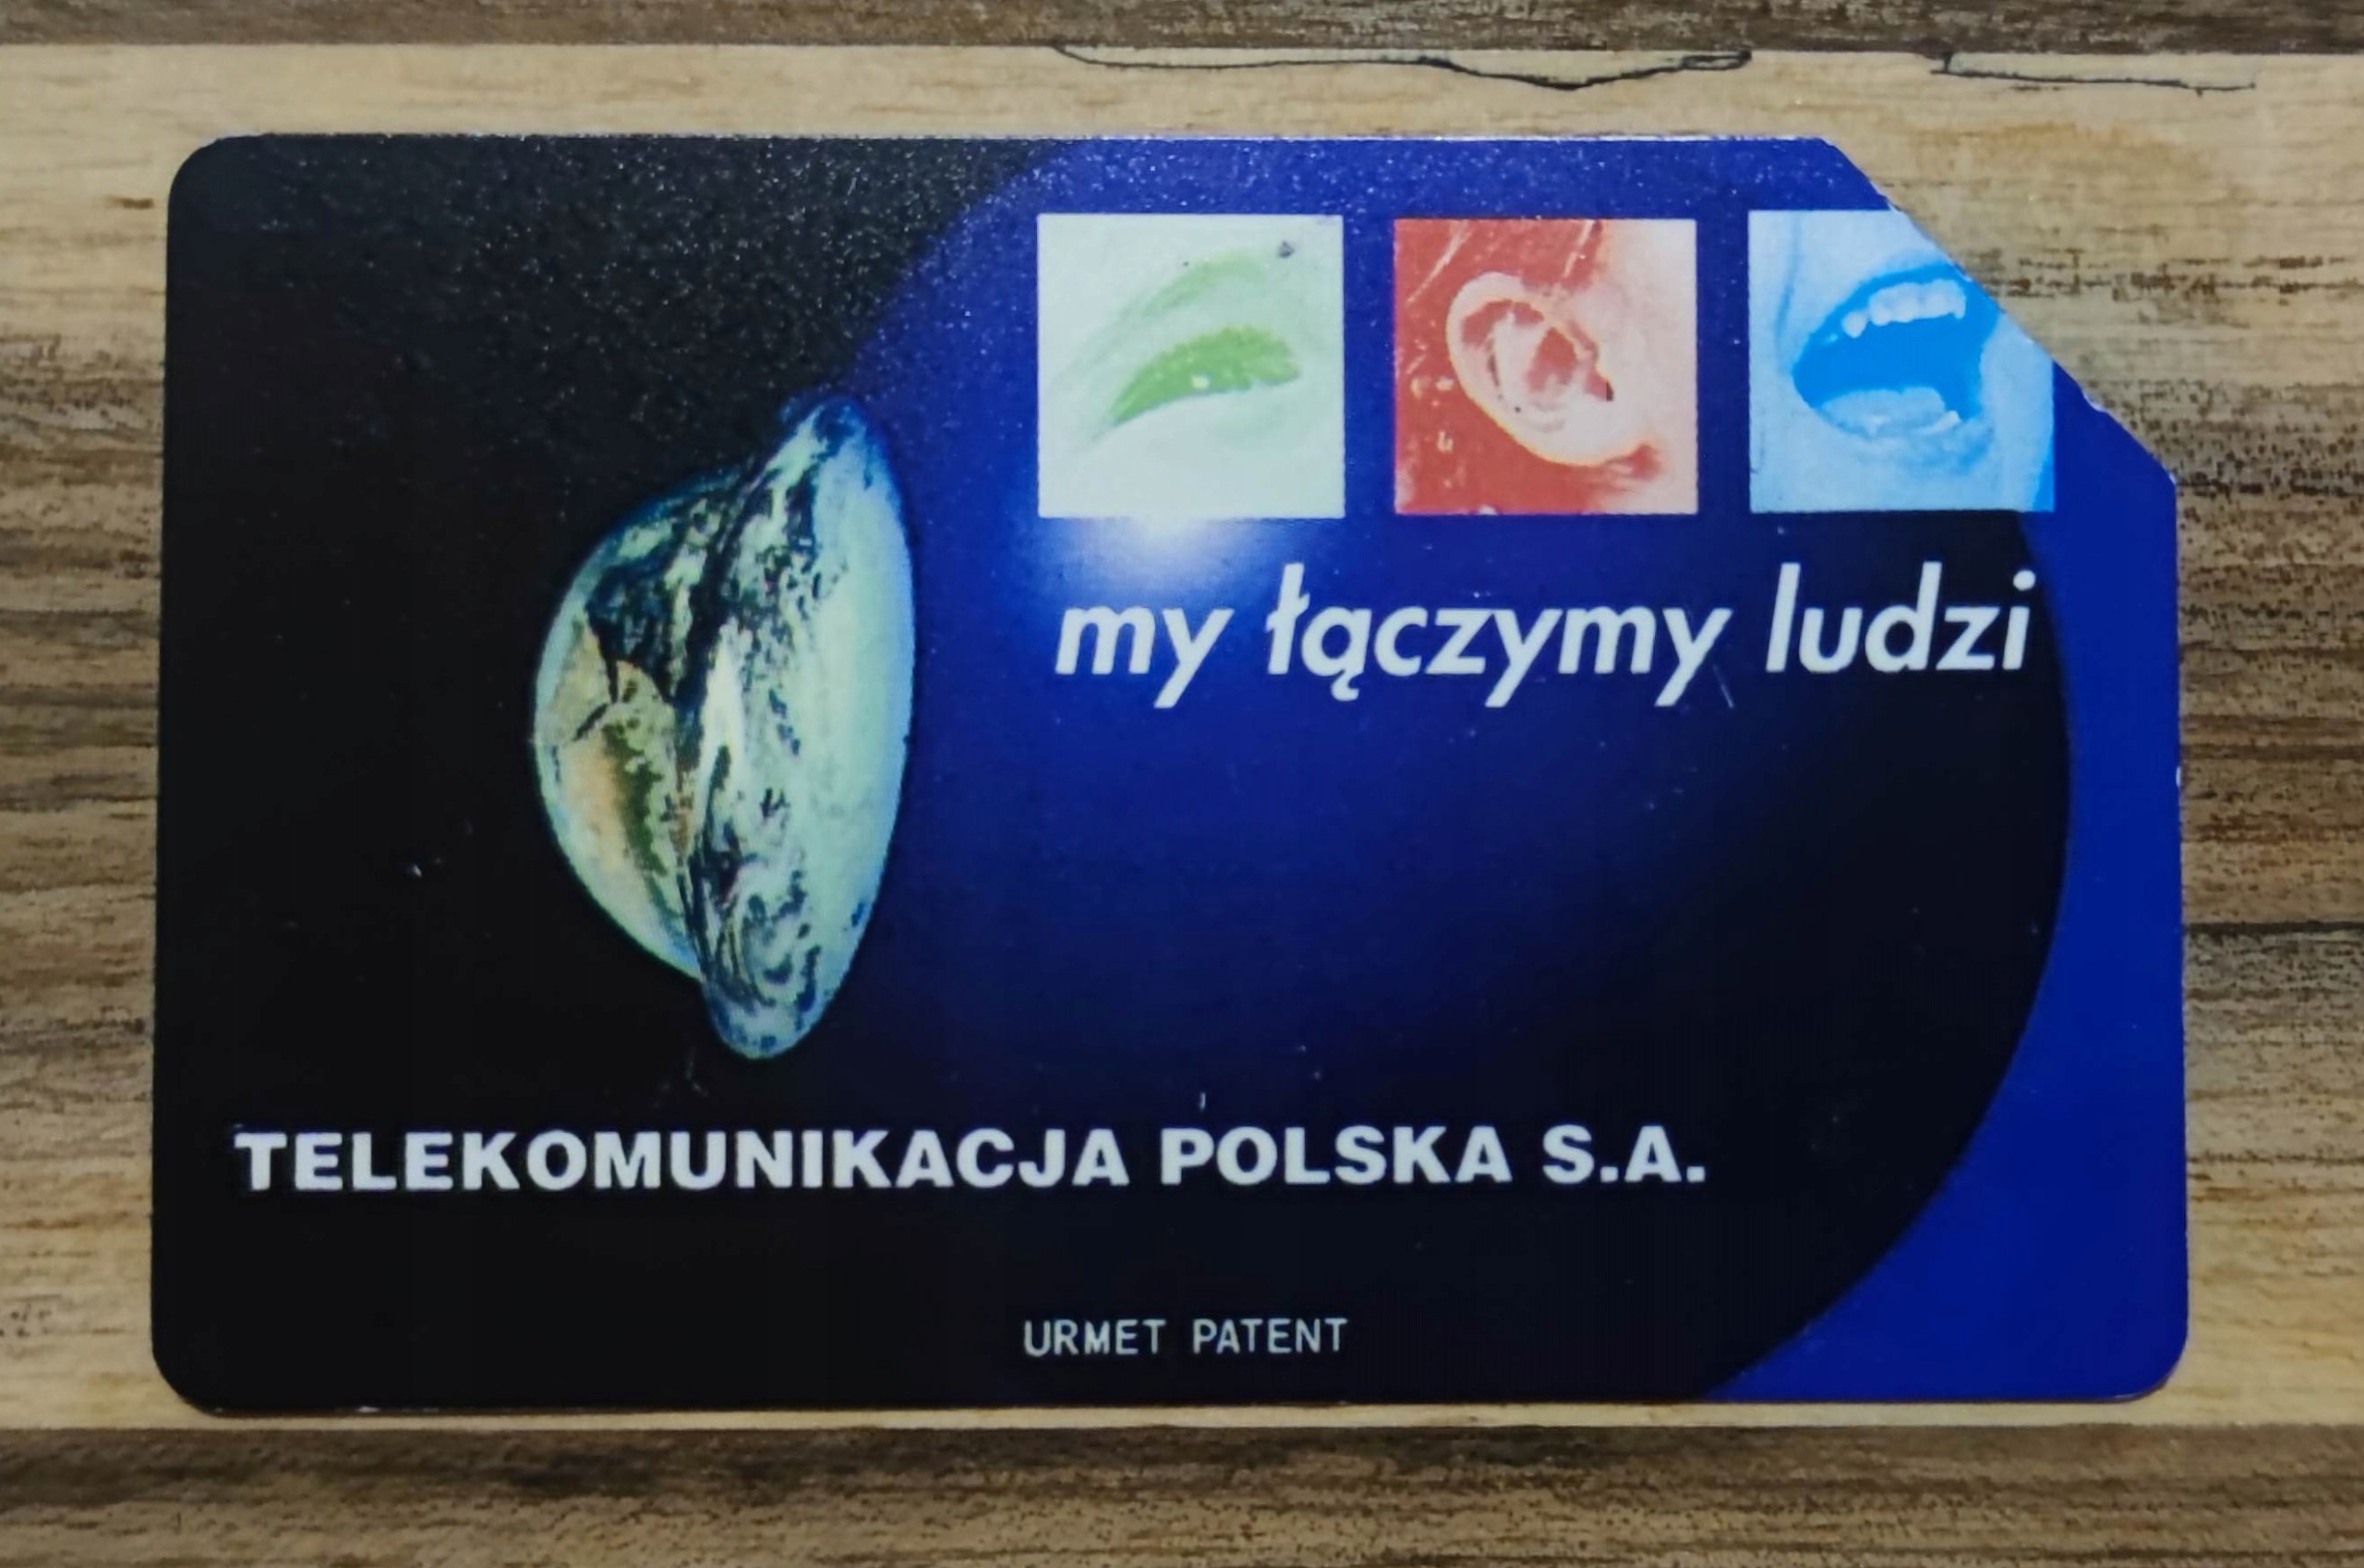 my łączymy ludzi
TELEKOMUNIKACJA POLSKA S.A.
URMET PATENT